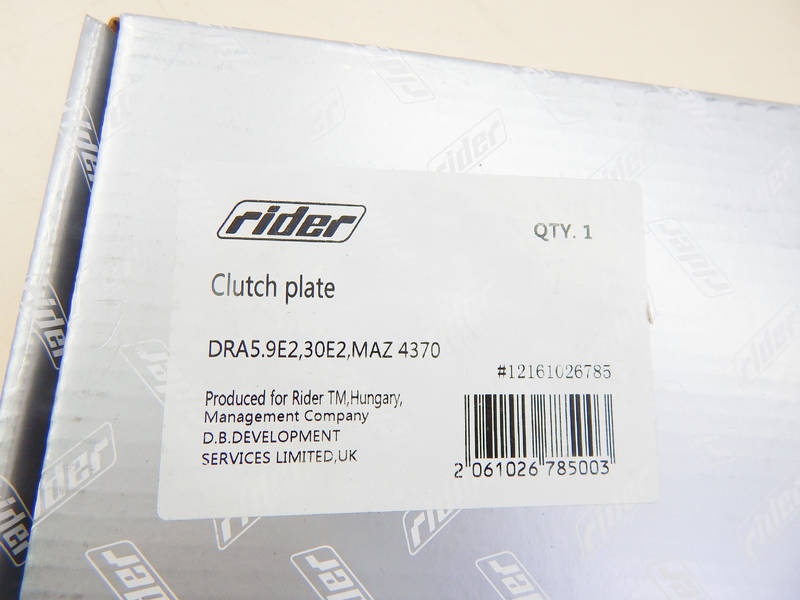 rider
QTY. 1
Clutch plate
DRA5.9E2,30E2,MAZ 4370
#12161026785
Produced for Rider TM,Hungary,
Management Company
D.B.DEVELOPMENT
SERVICES LIMITED,UK
2 061026 785003